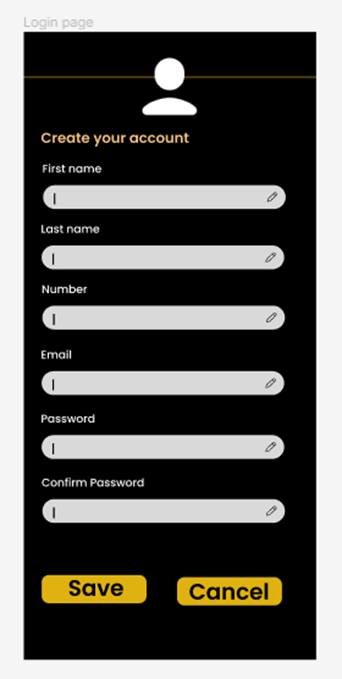 Login page
Create your account
First name
Last name
Number
Email
Password
Confirm Password
Save
Cancel